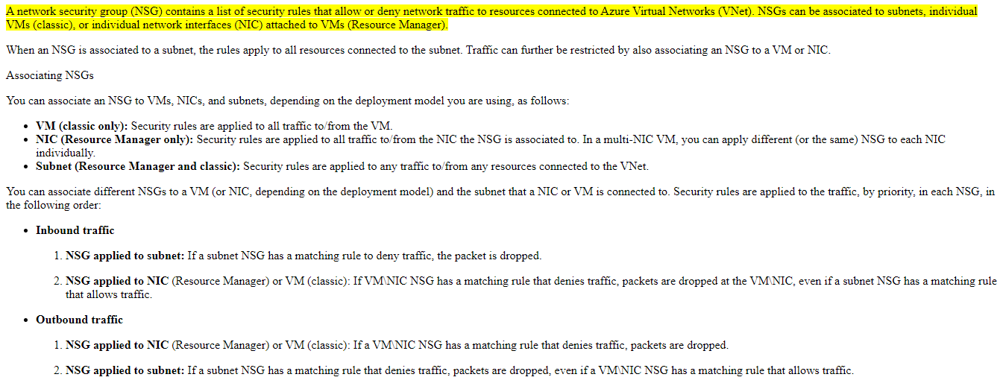 A network security group (NSG) contains a list of security rules that allow or deny network traffic to resources connected to Azure Virtual Networks (VNet). NSGs can be associated to subnets, individual
VMs (classic), or individual network interfaces (NIC) attached to VMs (Resource Manager).
When an NSG is associated to a subnet, the rules apply to all resources connected to the subnet. Traffic can further be restricted by also associating an NSG to a VM or NIC.
Associating NSGs
You can associate an NSG to VMs, NICs, and subnets, depending on the deployment model you are using, as follows:
• VM (classic only): Security rules are applied to all traffic to/from the VM.
• NIC (Resource Manager only): Security rules are applied to all traffic to/from the NIC the NSG is associated to. In a multi-NIC VM, you can apply different (or the same) NSG to each NIC
individually.
• Subnet (Resource Manager and classic): Security rules are applied to any traffic to/from any resources connected to the VNet.
You can associate different NSGs to a VM (or NIC, depending on the deployment model) and the subnet that a NIC or VM is connected to. Security rules are applied to the traffic, by priority, in each NSG, in
the following order:
• Inbound traffic
1. NSG applied to subnet: If a subnet NSG has a matching rule to deny traffic, the packet is dropped.
2. NSG applied to NIC (Resource Manager) or VM (classic): If VM\NIC NSG has a matching rule that denies traffic, packets are dropped at the VM\NIC, even if a subnet NSG has a matching rule
that allows traffic.
• Outbound traffic
1. NSG applied to NIC (Resource Manager) or VM (classic): If a VM\NIC NSG has a matching rule that denies traffic, packets are dropped.
2. NSG applied to subnet: If a subnet NSG has a matching rule that denies traffic, packets are dropped, even if a VM\NIC NSG has a matching rule that allows traffic.